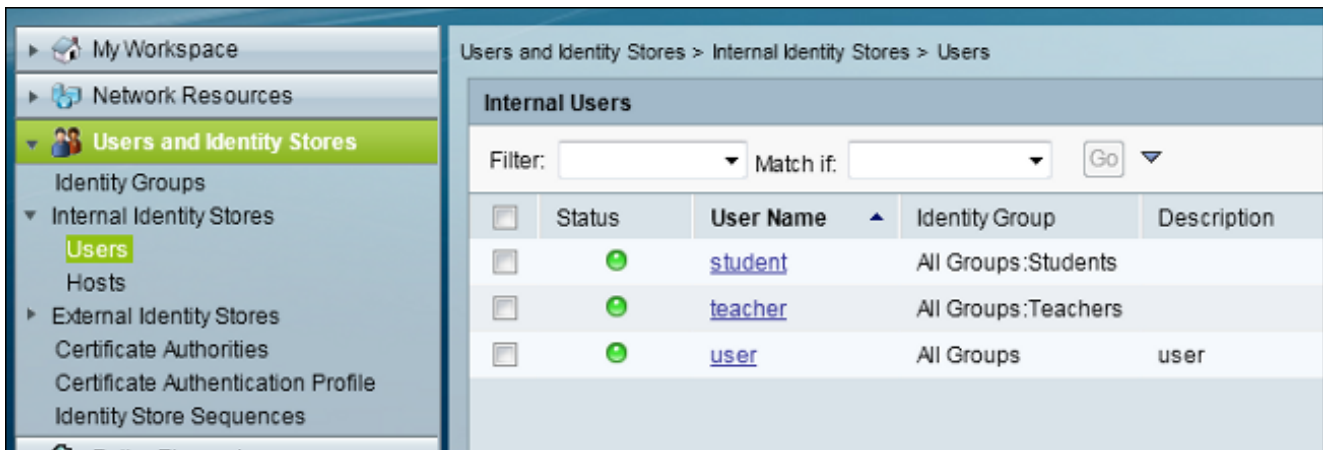 My Workspace
Network Resources
Users and Identity Stores
Identity Groups
Internal Identity Stores
Users
Hosts
External Identity Stores
Certificate Authorities
Certificate Authentication Profile
Identity Store Sequences
Users and Identity Stores > Internal Identity Stores > Users
Internal Users
Filter: Match if: Go
Status User Name Identity Group Description
student All Groups:Students
teacher All Groups:Teachers
user All Groups user